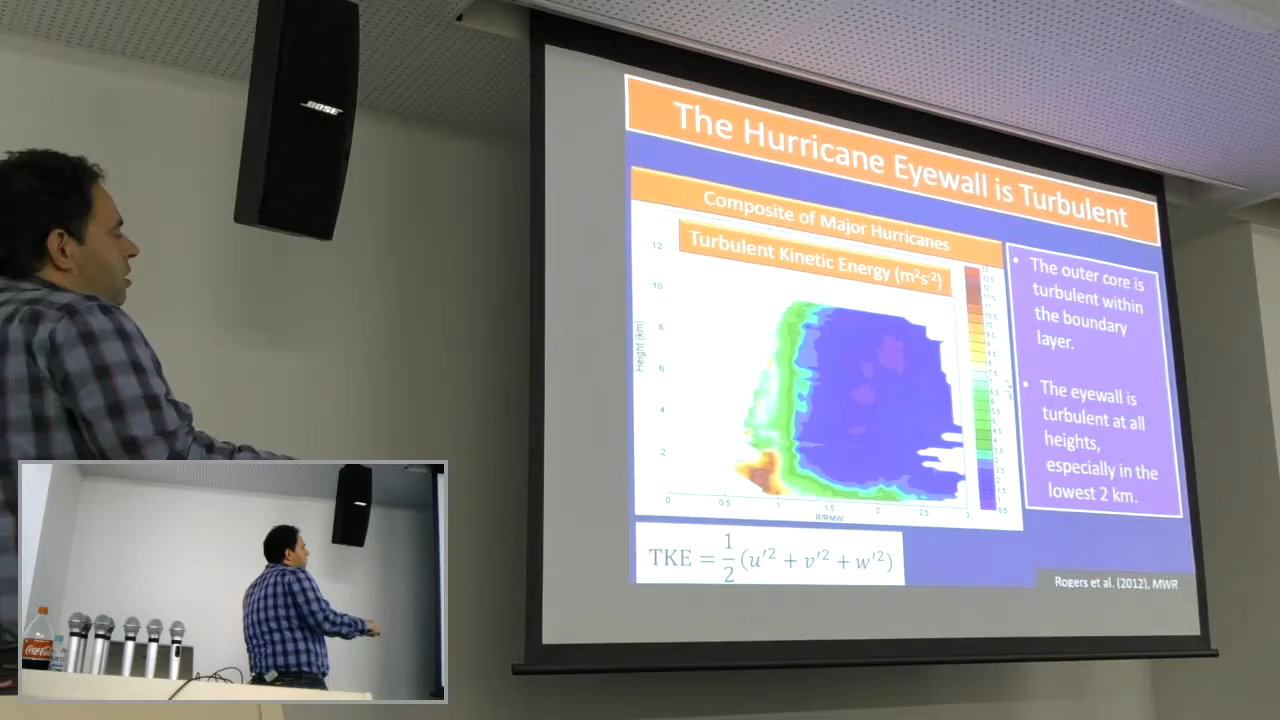 BOSE
The Hurricane Eyewall is Turbulent
Composite of Major Hurricanes
Turbulent Kinetic Energy (m²s⁻²)
12
10
8
6
4
2
0
Height (km)
0.5
1
1.5
2
2.5
3
R/RMW
• The outer core is
turbulent within
the boundary
layer.
• The eyewall is
turbulent at all
heights,
especially in the
lowest 2 km.
TKE = 1/2 (u'² + v'² + w'²)
Rogers et al. (2012), MWR
Coca-Cola